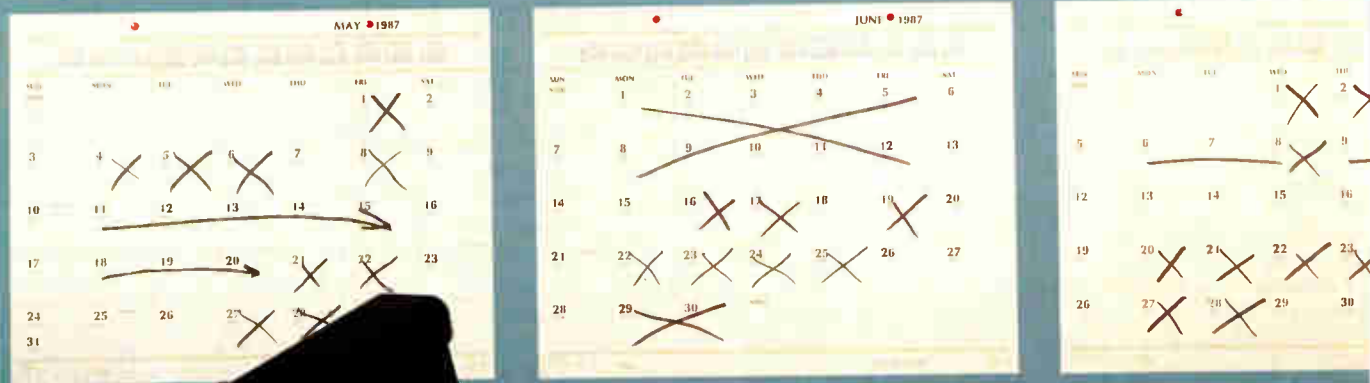 MAY 1987
SUN MON TUE WED THU FRI SAT
1 2
3 4 5 6 7 8 9
10 11 12 13 14 15 16
17 18 19 20 21 22 23
24 25 26 27 28
31
JUNE 1987
SUN MON TUE WED THU FRI SAT
1 2 3 4 5 6
7 8 9 10 11 12 13
14 15 16 17 18 19 20
21 22 23 24 25 26 27
28 29 30
SUN MON TUE WED THU
1 2
5 6 7 8 9
12 13 14 15 16
19 20 21 22 23
26 27 28 29 30